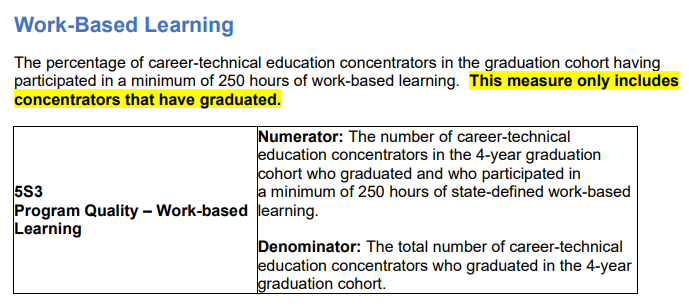 Work-Based Learning
The percentage of career-technical education concentrators in the graduation cohort having
participated in a minimum of 250 hours of work-based learning. This measure only includes
concentrators that have graduated.
5S3
Program Quality – Work-based
Learning
Numerator: The number of career-technical
education concentrators in the 4-year graduation
cohort who graduated and who participated in
a minimum of 250 hours of state-defined work-based
learning.
Denominator: The total number of career-technical
education concentrators who graduated in the 4-year
graduation cohort.